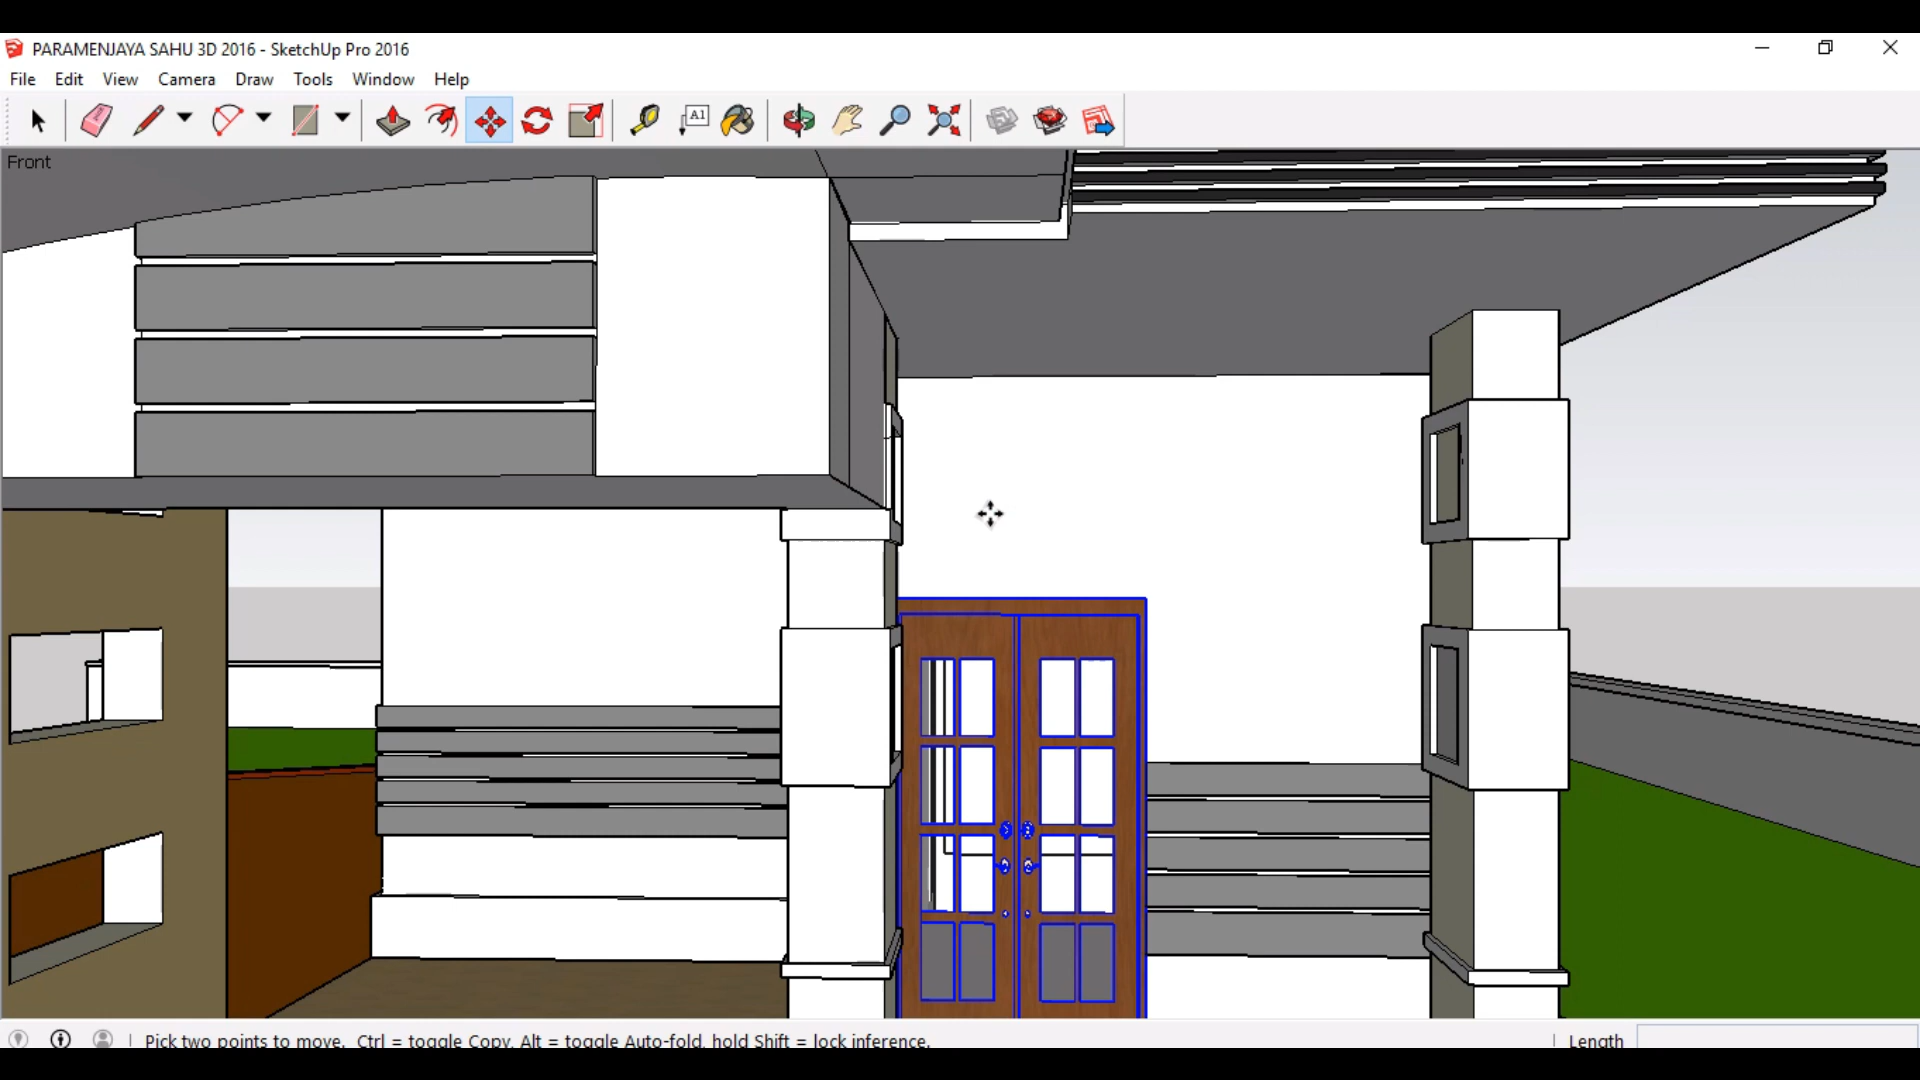 PARAMENJAYA SAHU 3D 2016 - SketchUp Pro 2016
File Edit View Camera Draw Tools Window Help
A1
Front
Pick two points to move. Ctrl = toggle Copy, Alt = toggle Auto-fold, hold Shift = lock inference. Length